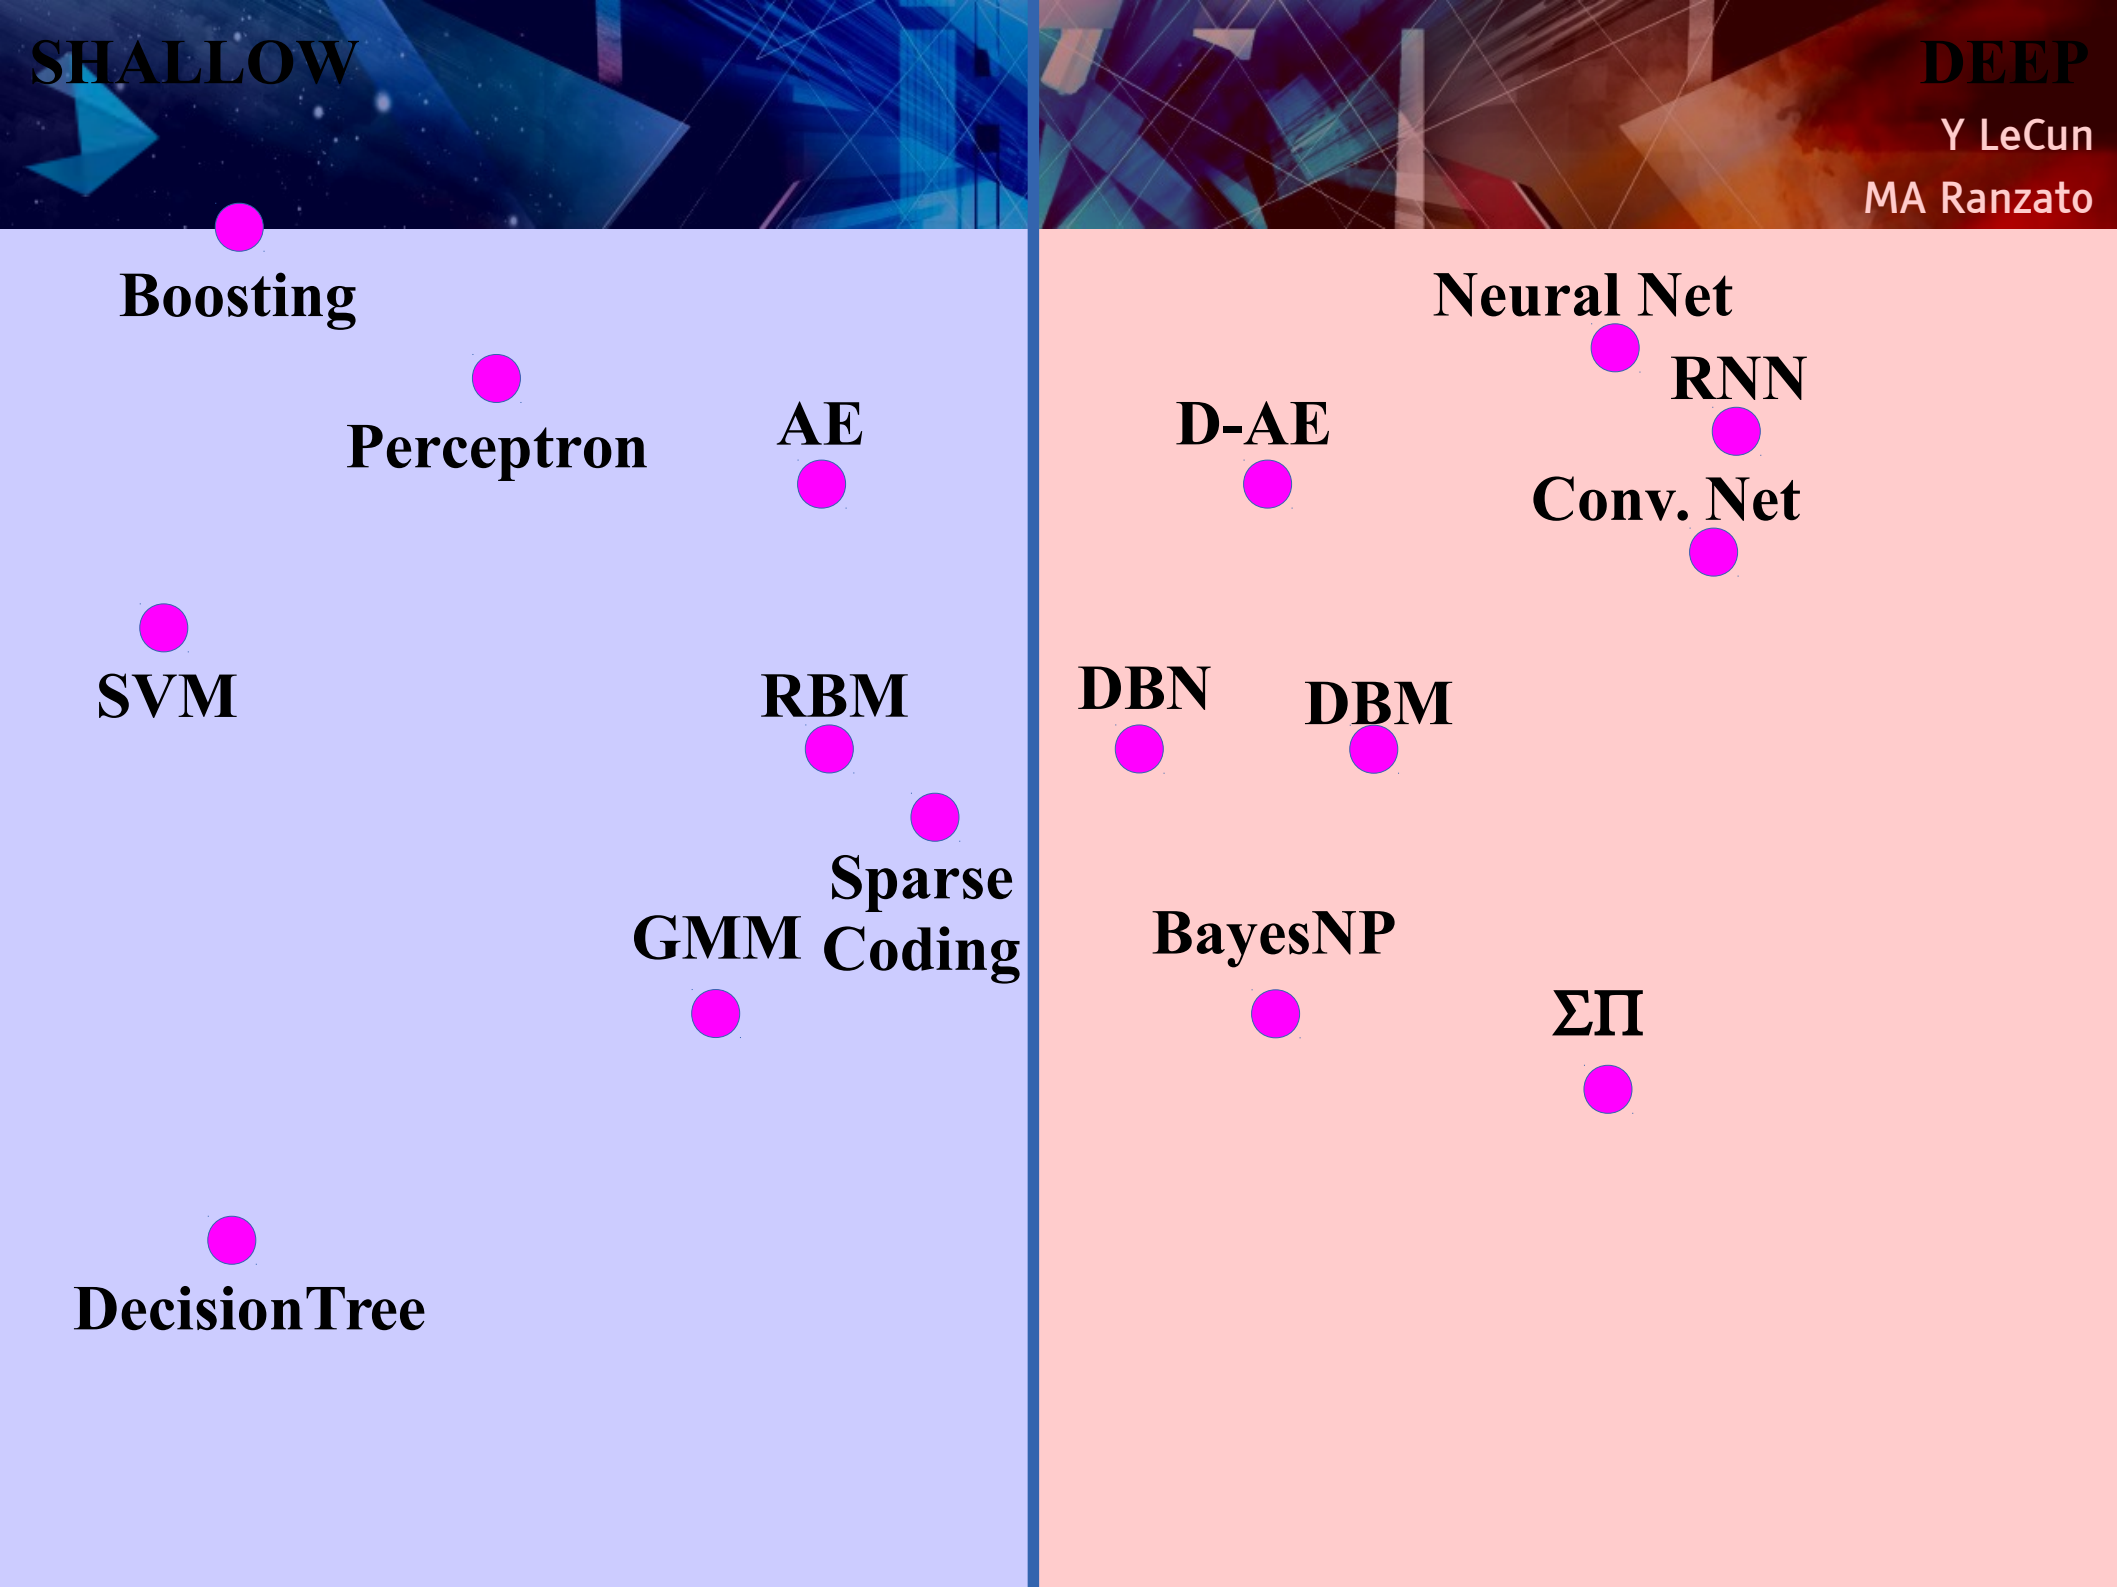 SHALLOW
DEEP
Y LeCun
MA Ranzato
Boosting
Neural Net
RNN
Perceptron
AE
D-AE
Conv. Net
SVM
RBM
DBN
DBM
Sparse
Coding
GMM
BayesNP
ΣΠ
DecisionTree